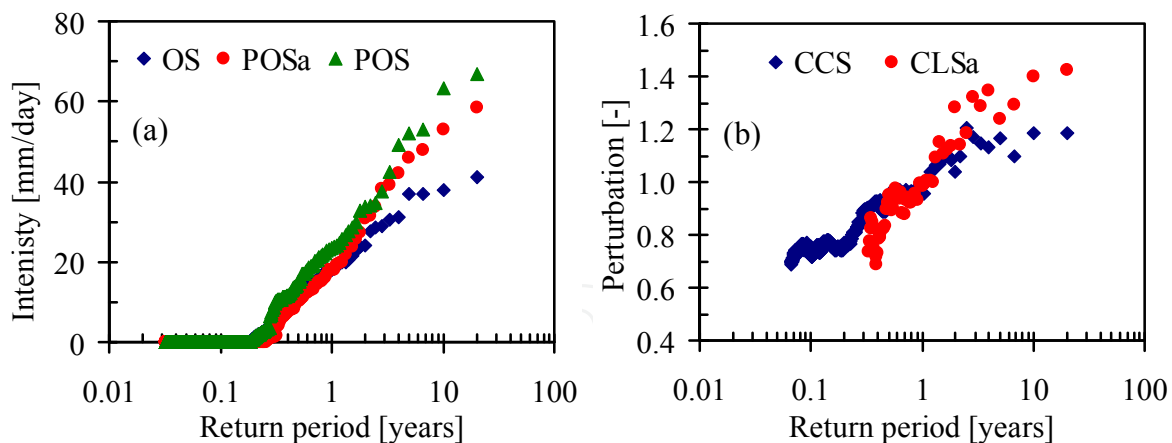 80
60
40
20
0
Intenisty [mm/day]
OS POSa POS
(a)
0.01 0.1 1 10 100
Return period [years]
1.6
1.4
1.2
1.0
0.8
0.6
0.4
Perturbation [-]
CCS CLSa
(b)
0.01 0.1 1 10 100
Return period [years]